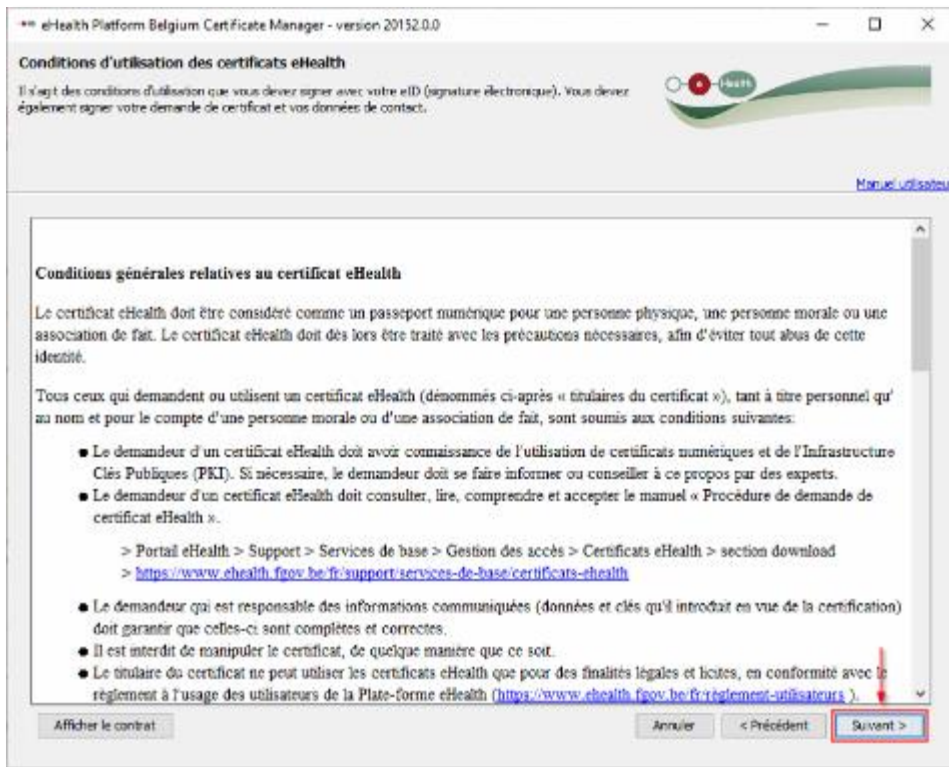 eHealth Platform Belgium Certificate Manager - version 20152.0.0
Conditions d'utilisation des certificats eHealth
Il s'agit des conditions d'utilisation que vous devez signer avec votre eID (signature électronique). Vous devez
également signer votre demande de certificat et vos données de contact.
e Health
Manuel utilisateu
Conditions générales relatives au certificat eHealth
Le certificat eHealth doit être considéré comme un passeport numérique pour une personne physique, une personne morale ou une
association de fait. Le certificat eHealth doit dès lors être traité avec les précautions nécessaires, afin d'éviter tout abus de cette
identité.
Tous ceux qui demandent ou utilisent un certificat eHealth (dénommés ci-après « titulaires du certificat »), tant à titre personnel qu'
au nom et pour le compte d'une personne morale ou d'une association de fait, sont soumis aux conditions suivantes:
● Le demandeur d'un certificat eHealth doit avoir connaissance de l'utilisation de certificats numériques et de l'Infrastructure
Clés Publiques (PKI). Si nécessaire, le demandeur doit se faire informer ou conseiller à ce propos par des experts.
● Le demandeur d'un certificat eHealth doit consulter, lire, comprendre et accepter le manuel « Procédure de demande de
certificat eHealth ».
> Portail eHealth > Support > Services de base > Gestion des accès > Certificats eHealth > section download
> https://www.ehealth.fgov.be/fr/support/services-de-base/certificats-ehealth
● Le demandeur qui est responsable des informations communiquées (données et clés qu'il introduit en vue de la certification)
doit garantir que celles-ci sont complètes et correctes.
● Il est interdit de manipuler le certificat, de quelque manière que ce soit.
● Le titulaire du certificat ne peut utiliser les certificats eHealth que pour des finalités légales et licites, en conformité avec le
règlement à l'usage des utilisateurs de la Plate-forme eHealth (https://www.ehealth.fgov.be/fr/règlement-utilisateurs ).
Afficher le contrat
Annuler
< Précédent
Suivant >